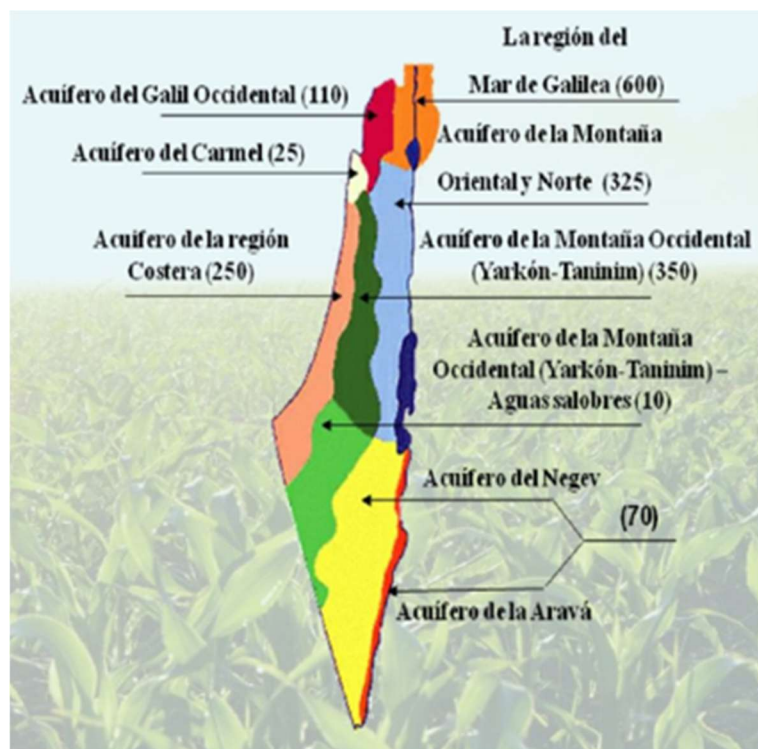 La región del
Mar de Galilea (600)
Acuífero del Galil Occidental (110)
Acuífero de la Montaña
Oriental y Norte (325)
Acuífero del Carmel (25)
Acuifero de la región
Costera (250)
Acuífero de la Montaña Occidental
(Yarkón-Taninim) (350)
Acuífero de la Montaña
Occidental (Yarkón-Taninim) –
Aguas salobres (10)
Acuífero del Negev
(70)
Acuífero de la Aravá